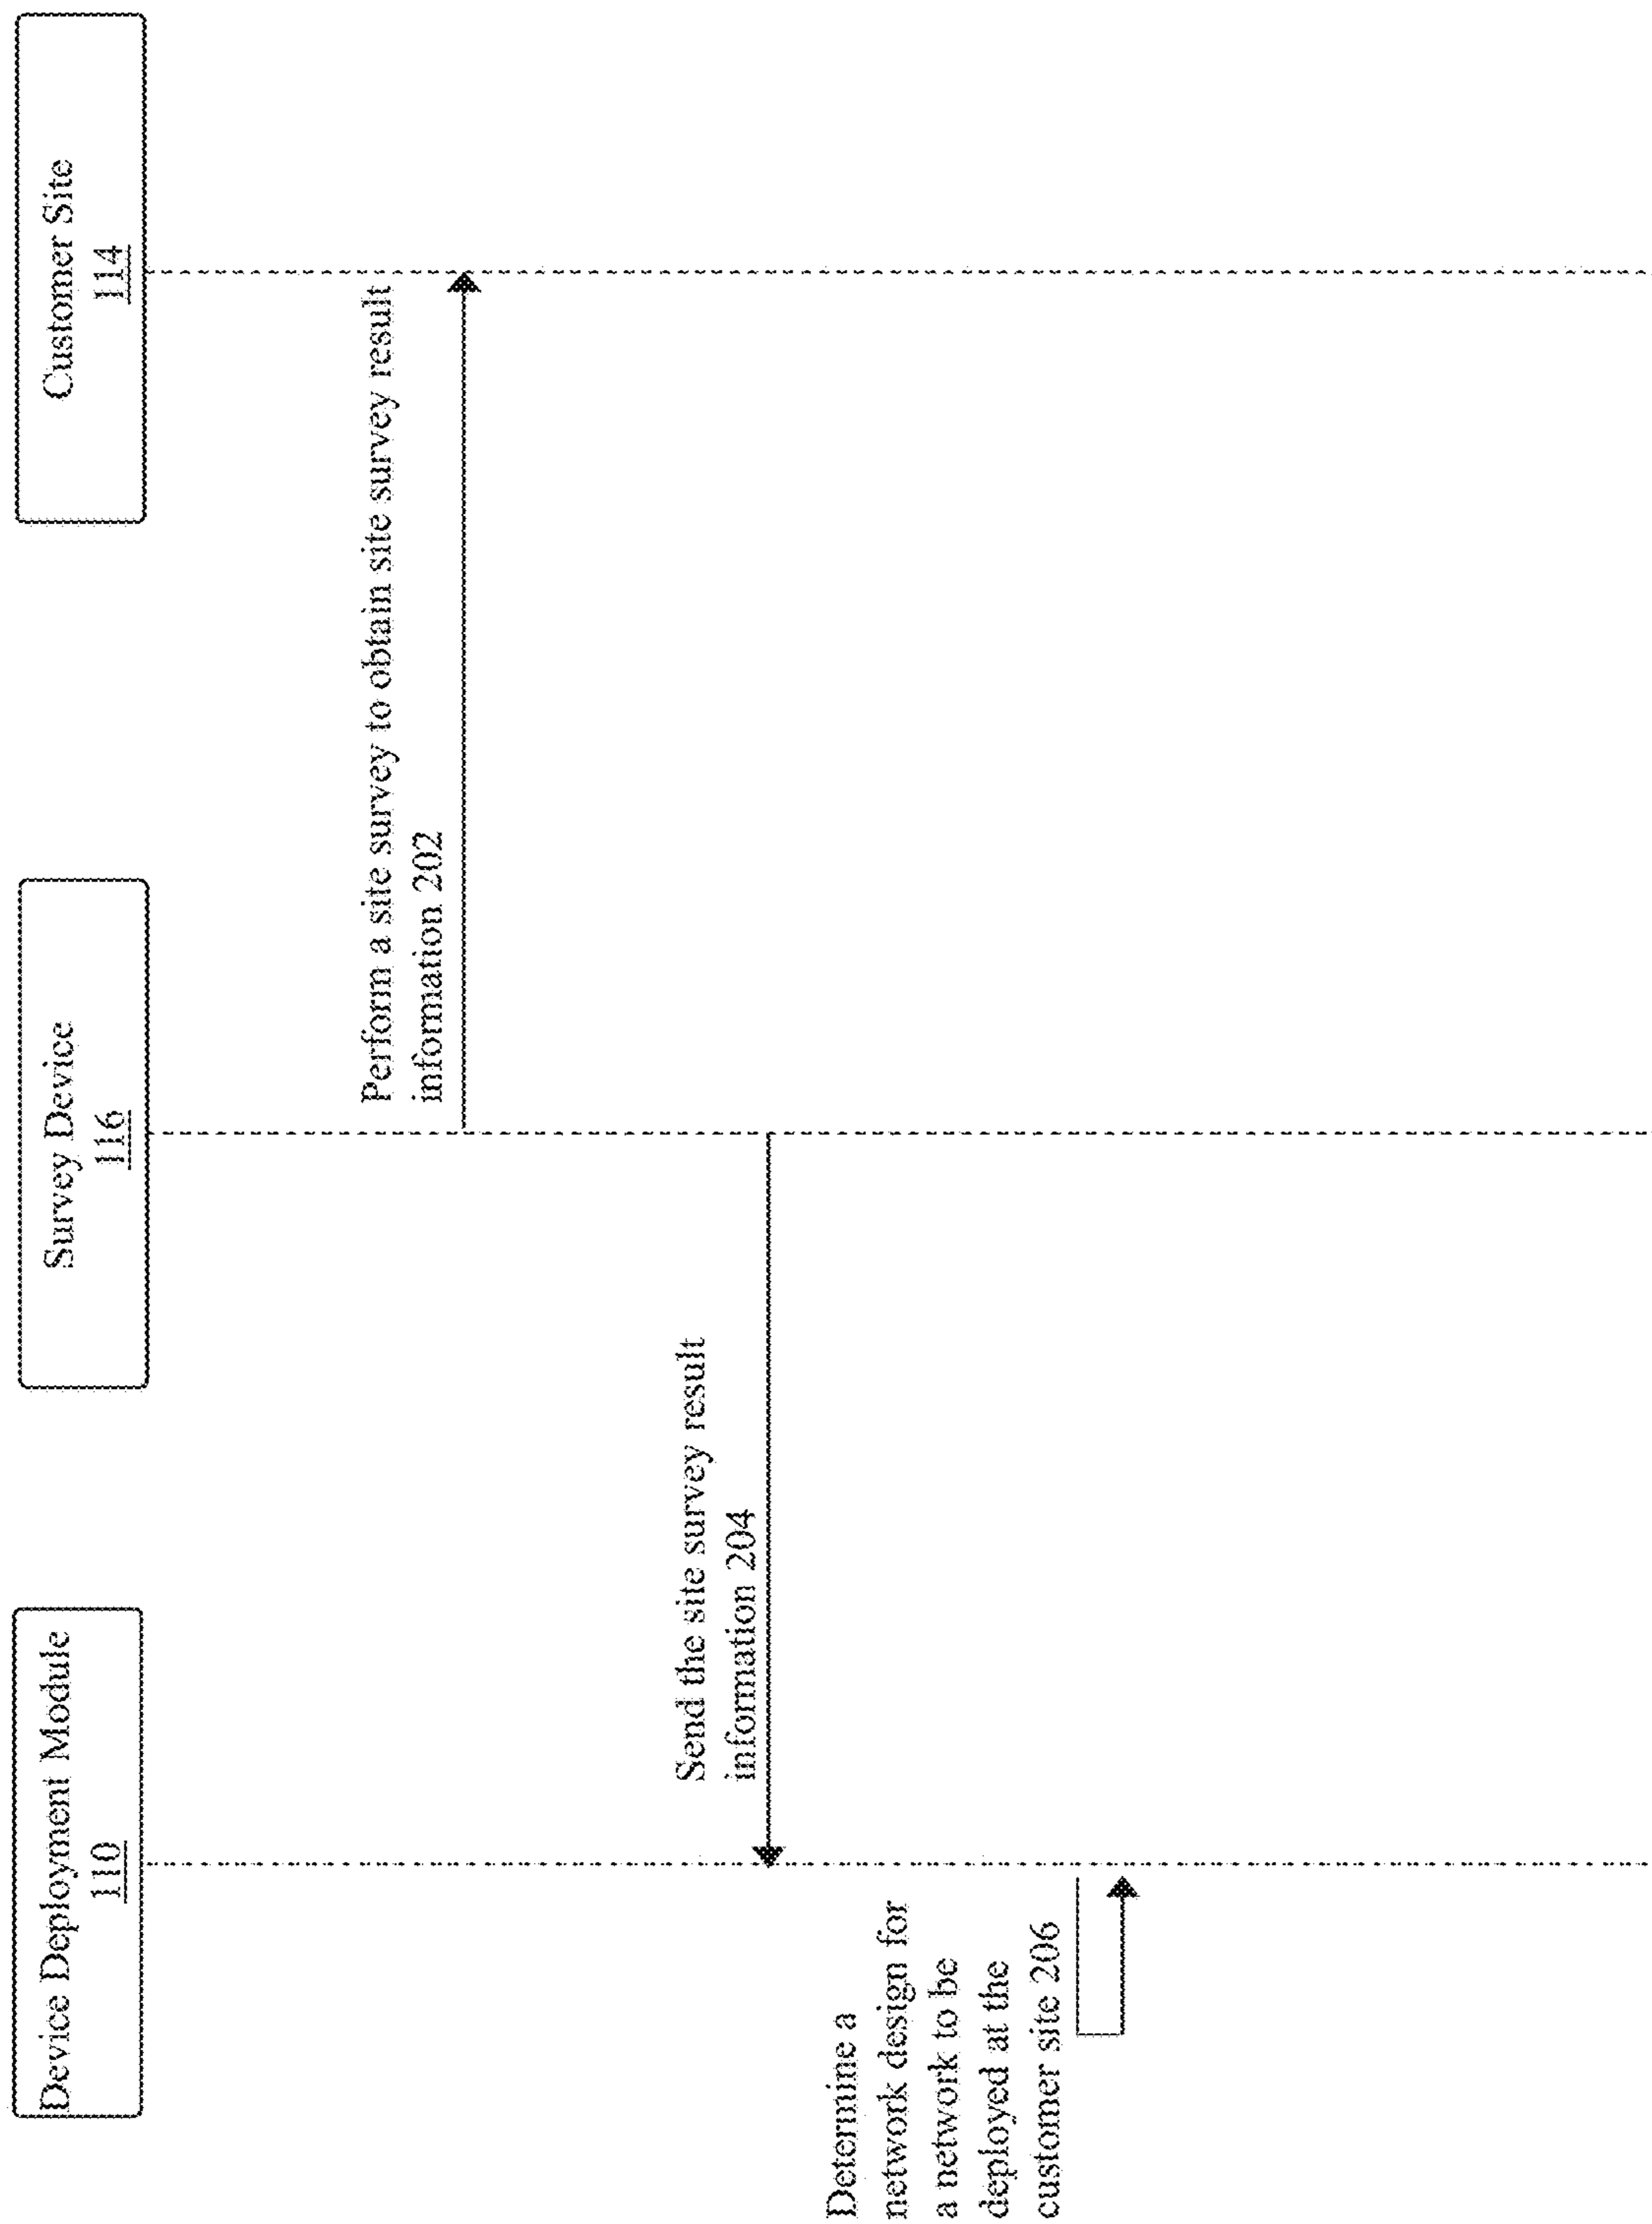 Device Deployment Module
110
Survey Device
116
Customer Site
114
Perform a site survey to obtain site survey result
information 202
Send the site survey result
information 204
Determine a
network design for
a network to be
deployed at the
customer site 206